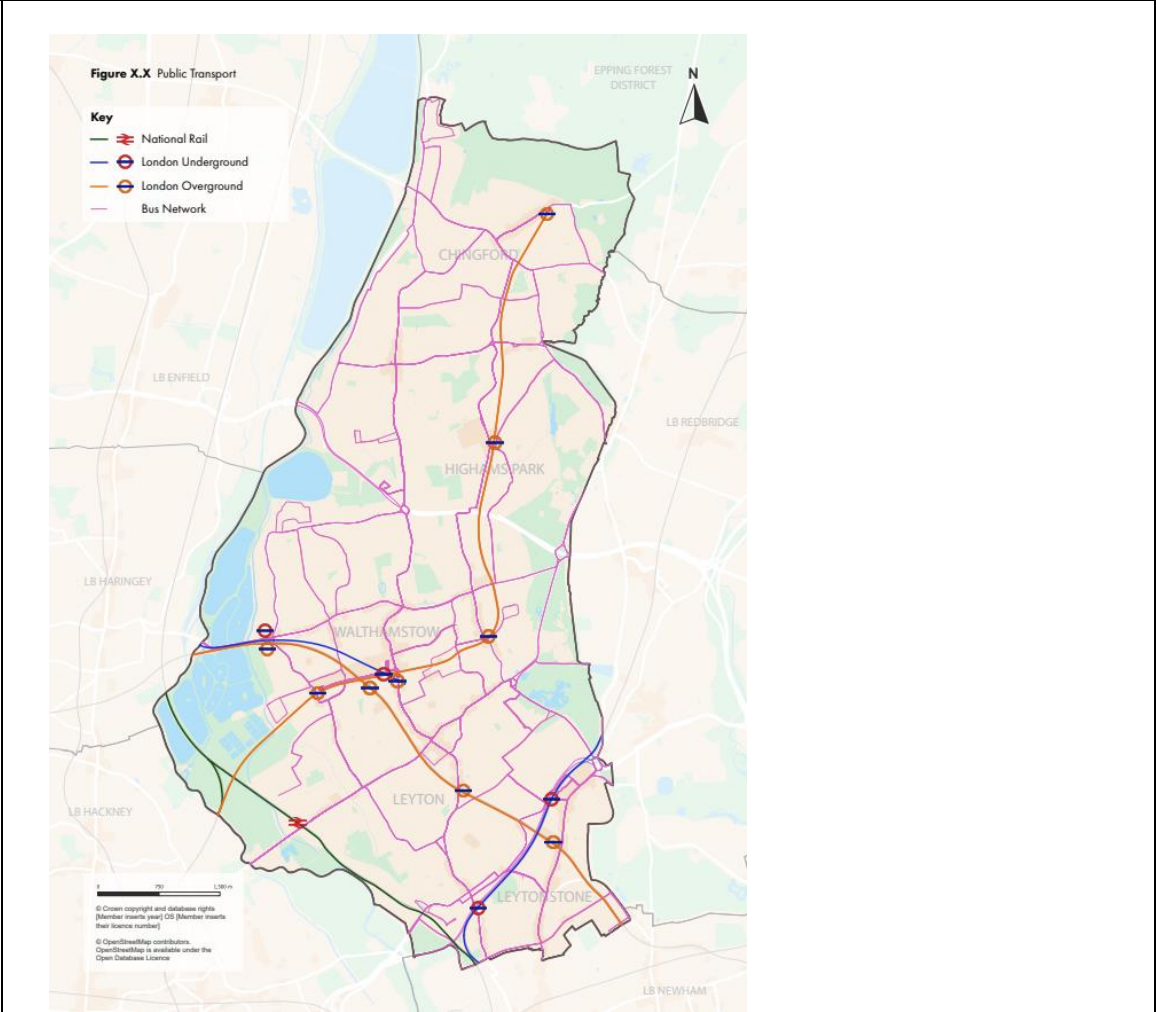 Figure X.X Public Transport
EPPING FOREST
DISTRICT
N
Key
National Rail
London Underground
London Overground
Bus Network
CHINGFORD
LB ENFIELD
LB REDBRIDGE
HIGHAMS PARK
LB HARINGEY
WALTHAMSTOW
LEYTON
LB HACKNEY
LEYTONSTONE
0 750 1,500 m
© Crown copyright and database rights
[Member inserts year] OS [Member inserts
their licence number]
© OpenStreetMap contributors.
OpenStreetMap is available under the
Open Database Licence
LB NEWHAM